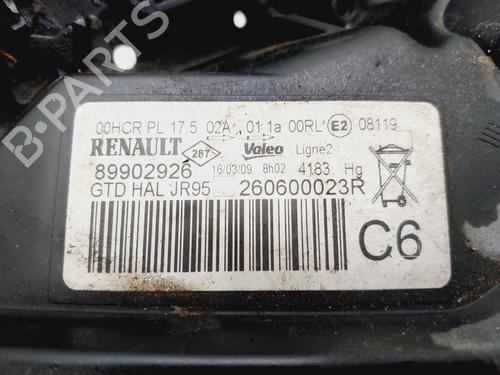 00HCR PL 17.5 02A 01 1a 00RL E2 08119
RENAULT 287 Valeo Ligne2
89902926 16/03/09 8h02 4183 Hg
GTD HAL JR95 260600023R
C6
B-PARTS